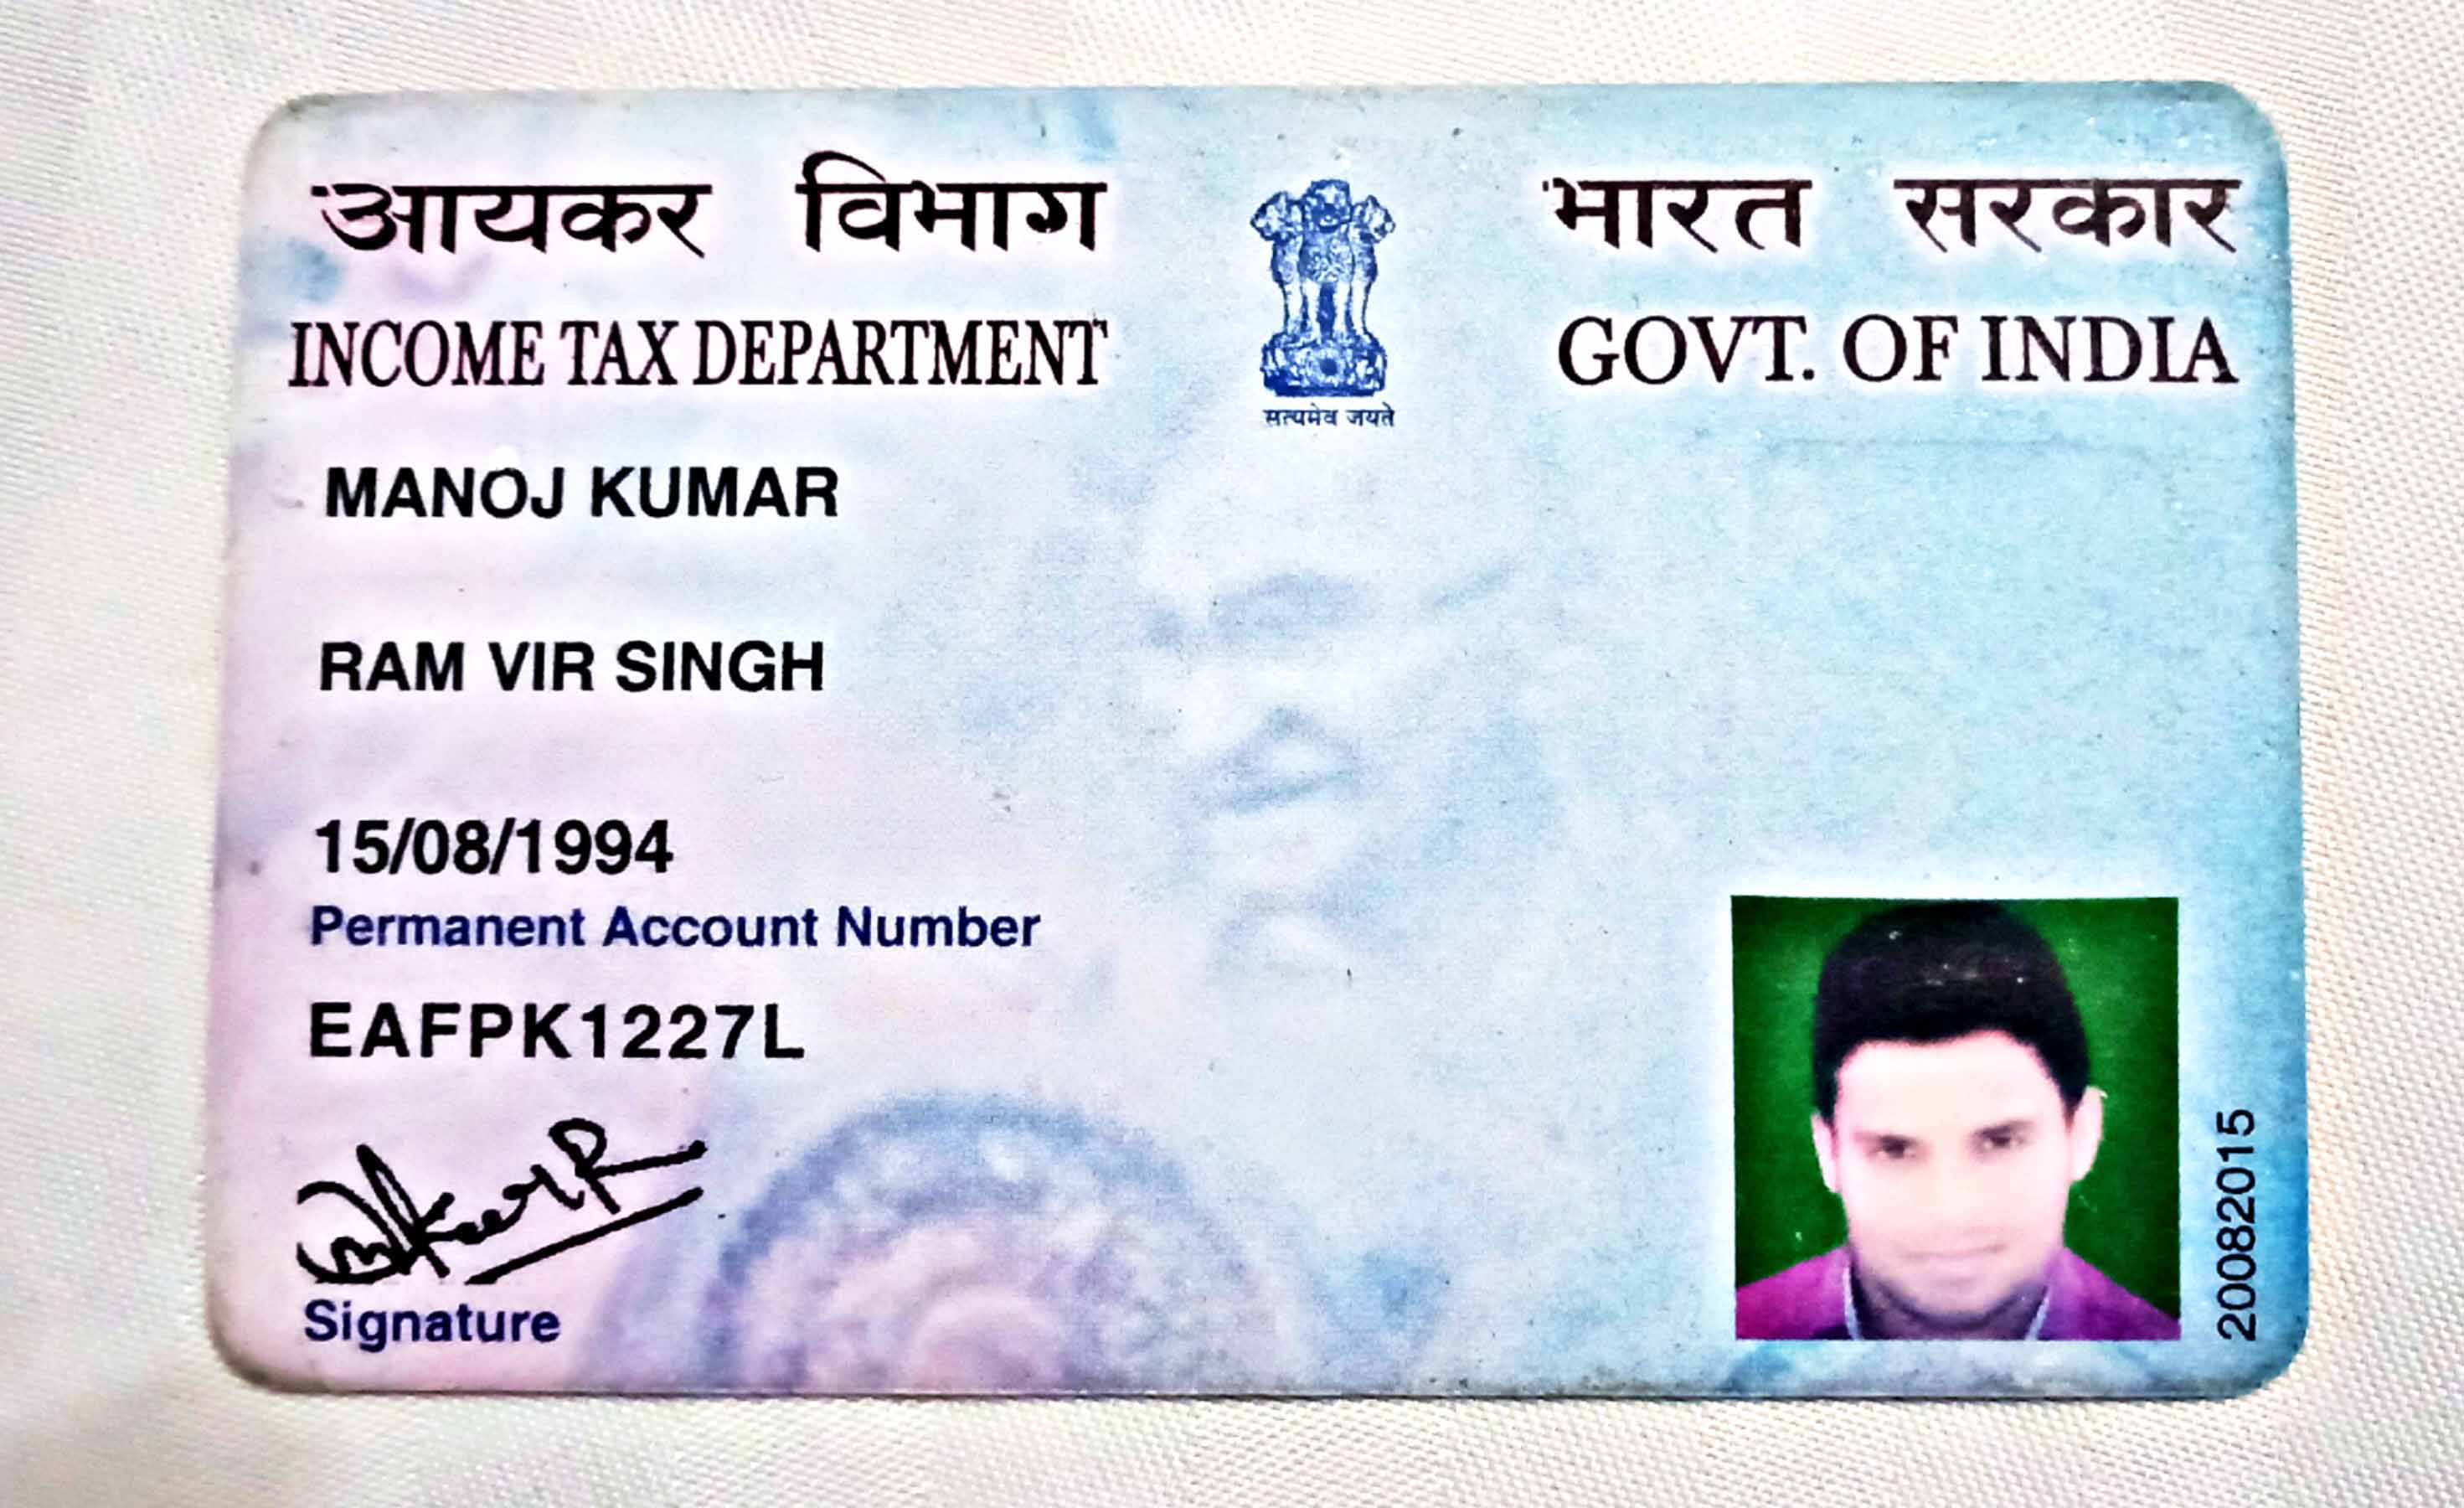 आयकर विभाग
भारत सरकार
INCOME TAX DEPARTMENT
GOVT. OF INDIA
सत्यमेव जयते
MANOJ KUMAR
RAM VIR SINGH
15/08/1994
Permanent Account Number
EAFPK1227L
Signature
20082015